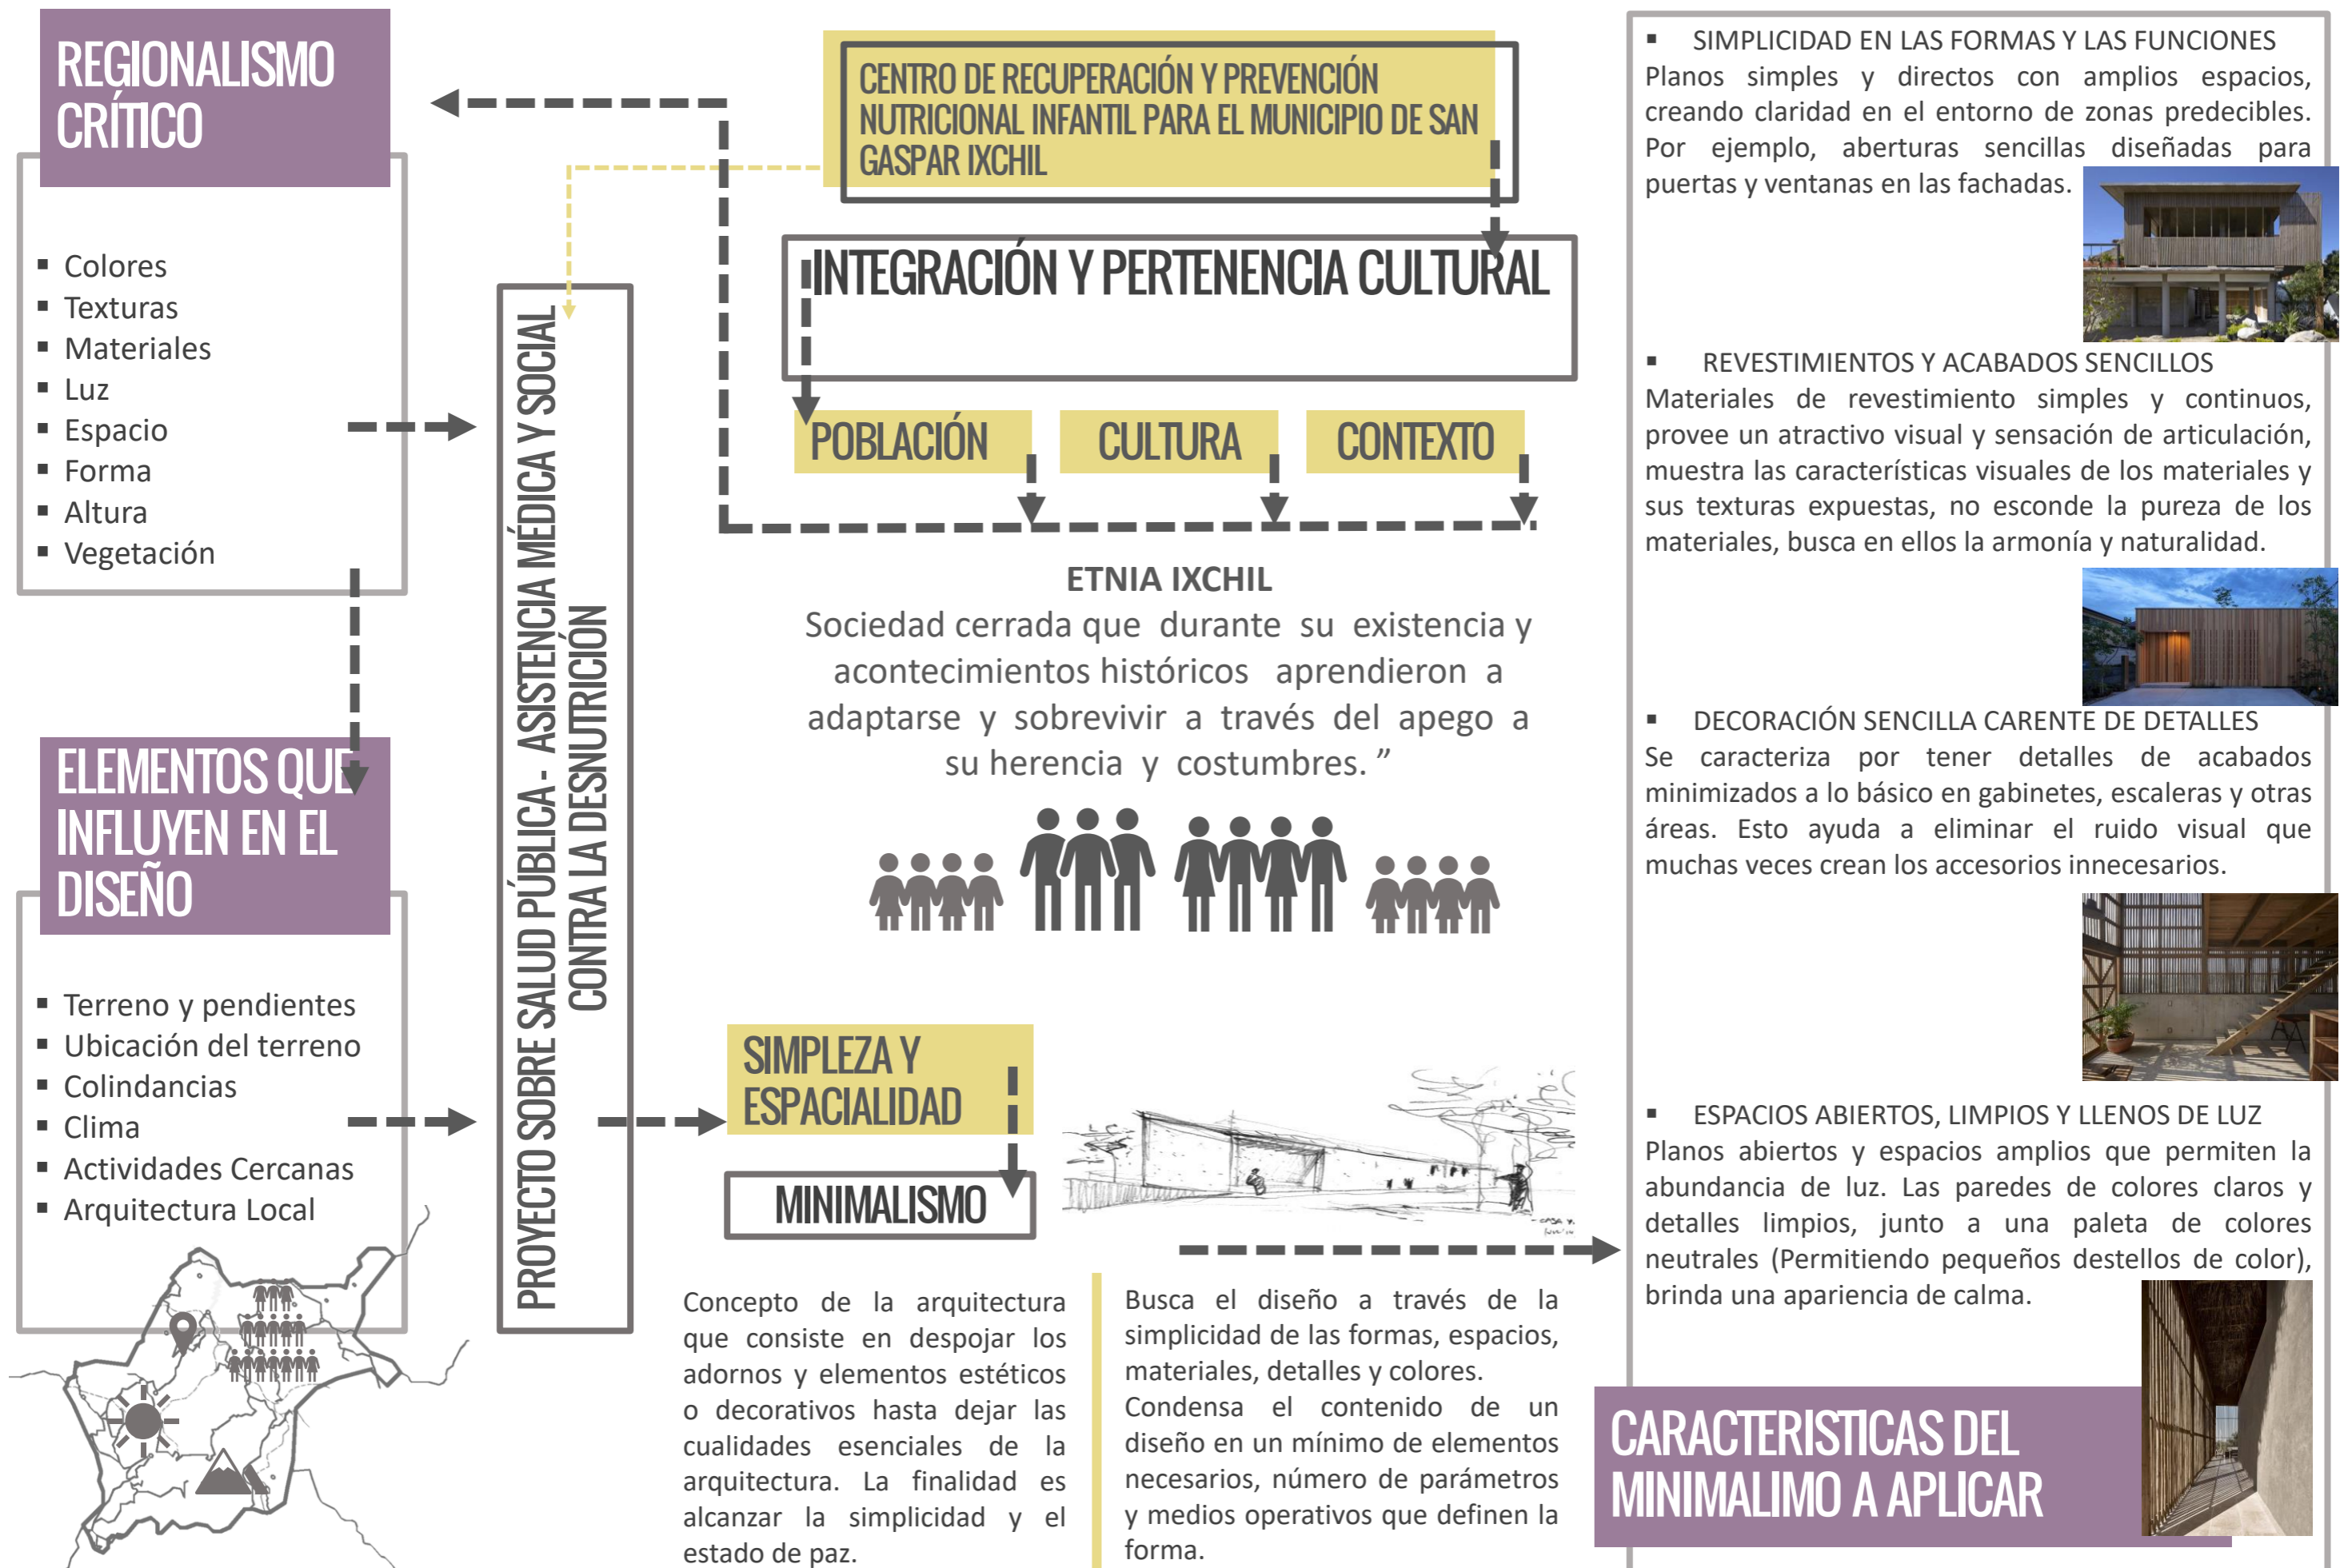 REGIONALISMO
CRÍTICO
▪ Colores
▪ Texturas
▪ Materiales
▪ Luz
▪ Espacio
▪ Forma
▪ Altura
▪ Vegetación
ELEMENTOS QUE
INFLUYEN EN EL
DISEÑO
▪ Terreno y pendientes
▪ Ubicación del terreno
▪ Colindancias
▪ Clima
▪ Actividades Cercanas
▪ Arquitectura Local
PROYECTO SOBRE SALUD PÚBLICA - ASISTENCIA MÉDICA Y SOCIAL
CONTRA LA DESNUTRICIÓN
CENTRO DE RECUPERACIÓN Y PREVENCIÓN
NUTRICIONAL INFANTIL PARA EL MUNICIPIO DE SAN
GASPAR IXCHIL
INTEGRACIÓN Y PERTENENCIA CULTURAL
POBLACIÓN
CULTURA
CONTEXTO
ETNIA IXCHIL
Sociedad cerrada que durante su existencia y
acontecimientos históricos aprendieron a
adaptarse y sobrevivir a través del apego a
su herencia y costumbres. ”
SIMPLEZA Y
ESPACIALIDAD
MINIMALISMO
Concepto de la arquitectura
que consiste en despojar los
adornos y elementos estéticos
o decorativos hasta dejar las
cualidades esenciales de la
arquitectura. La finalidad es
alcanzar la simplicidad y el
estado de paz.
Busca el diseño a través de la
simplicidad de las formas, espacios,
materiales, detalles y colores.
Condensa el contenido de un
diseño en un mínimo de elementos
necesarios, número de parámetros
y medios operativos que definen la
forma.
▪ SIMPLICIDAD EN LAS FORMAS Y LAS FUNCIONES
Planos simples y directos con amplios espacios,
creando claridad en el entorno de zonas predecibles.
Por ejemplo, aberturas sencillas diseñadas para
puertas y ventanas en las fachadas.
▪ REVESTIMIENTOS Y ACABADOS SENCILLOS
Materiales de revestimiento simples y continuos,
provee un atractivo visual y sensación de articulación,
muestra las características visuales de los materiales y
sus texturas expuestas, no esconde la pureza de los
materiales, busca en ellos la armonía y naturalidad.
▪ DECORACIÓN SENCILLA CARENTE DE DETALLES
Se caracteriza por tener detalles de acabados
minimizados a lo básico en gabinetes, escaleras y otras
áreas. Esto ayuda a eliminar el ruido visual que
muchas veces crean los accesorios innecesarios.
▪ ESPACIOS ABIERTOS, LIMPIOS Y LLENOS DE LUZ
Planos abiertos y espacios amplios que permiten la
abundancia de luz. Las paredes de colores claros y
detalles limpios, junto a una paleta de colores
neutrales (Permitiendo pequeños destellos de color),
brinda una apariencia de calma.
CARACTERISTICAS DEL
MINIMALIMO A APLICAR